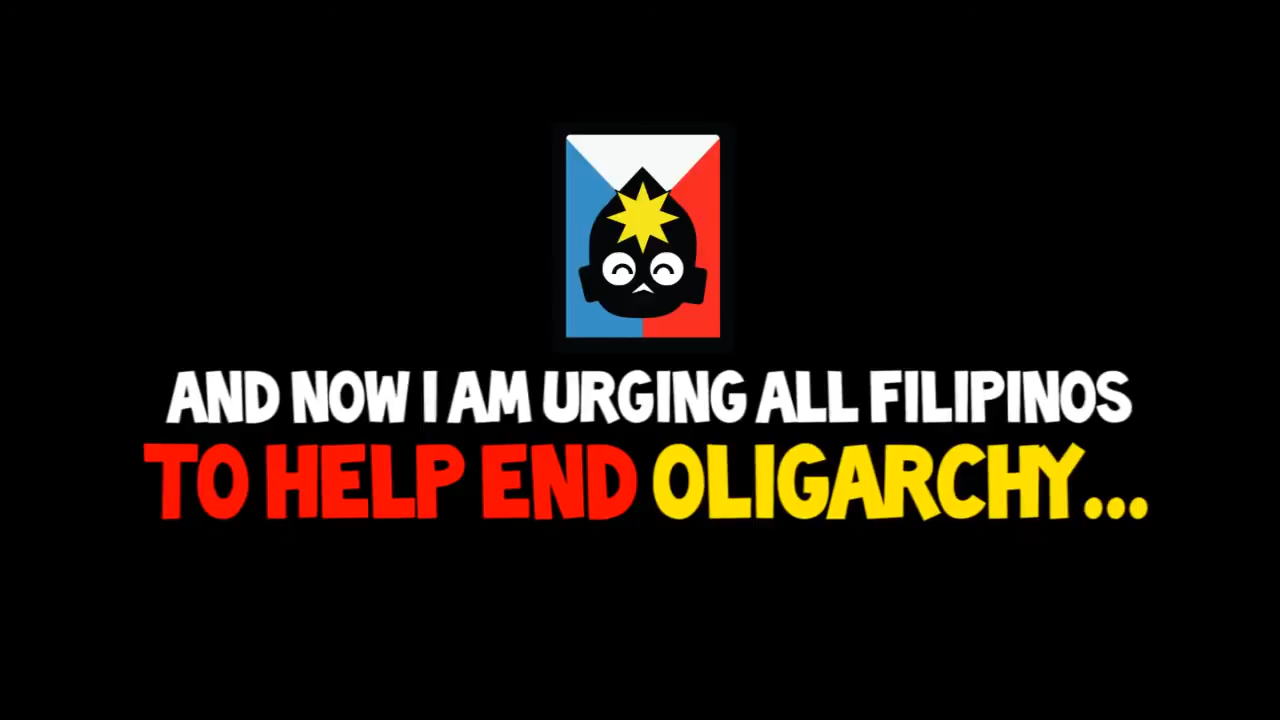 AND NOW I AM URGING ALL FILIPINOS
TO HELP END OLIGARCHY...